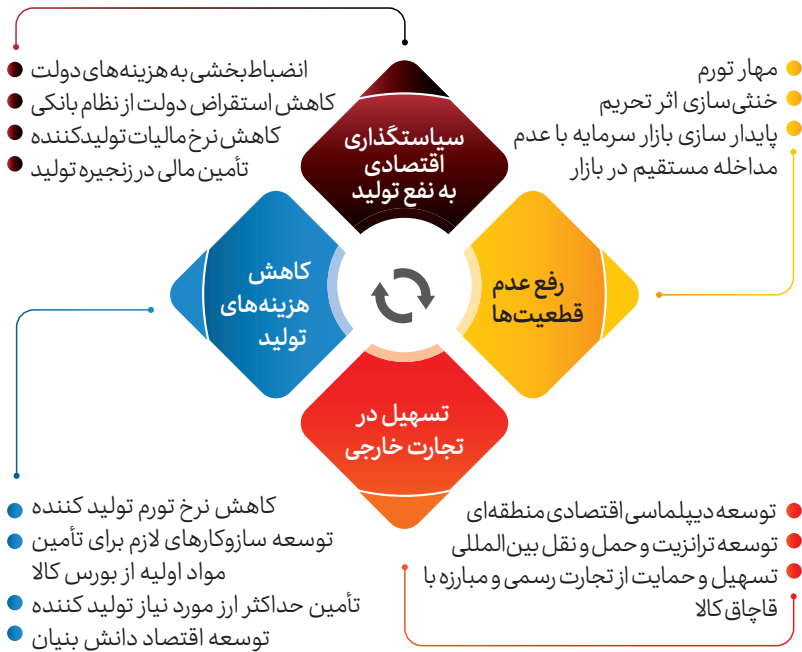 سیاستگذاری
اقتصادی
به نفع تولید
انضباط‌بخشی به هزینه‌های دولت
کاهش استقراض دولت از نظام بانکی
کاهش نرخ مالیات تولیدکننده
تأمین مالی در زنجیره تولید
رفع عدم
قطعیت‌ها
مهار تورم
خنثی‌سازی اثر تحریم
پایدار سازی بازار سرمایه با عدم
مداخله مستقیم در بازار
تسهیل در
تجارت خارجی
توسعه دیپلماسی اقتصادی منطقه‌ای
توسعه ترانزیت و حمل و نقل بین‌المللی
تسهیل و حمایت از تجارت رسمی و مبارزه با
قاچاق کالا
کاهش
هزینه‌های
تولید
کاهش نرخ تورم تولید کننده
توسعه سازوکارهای لازم برای تأمین
مواد اولیه از بورس کالا
تأمین حداکثر ارز مورد نیاز تولید کننده
توسعه اقتصاد دانش بنیان